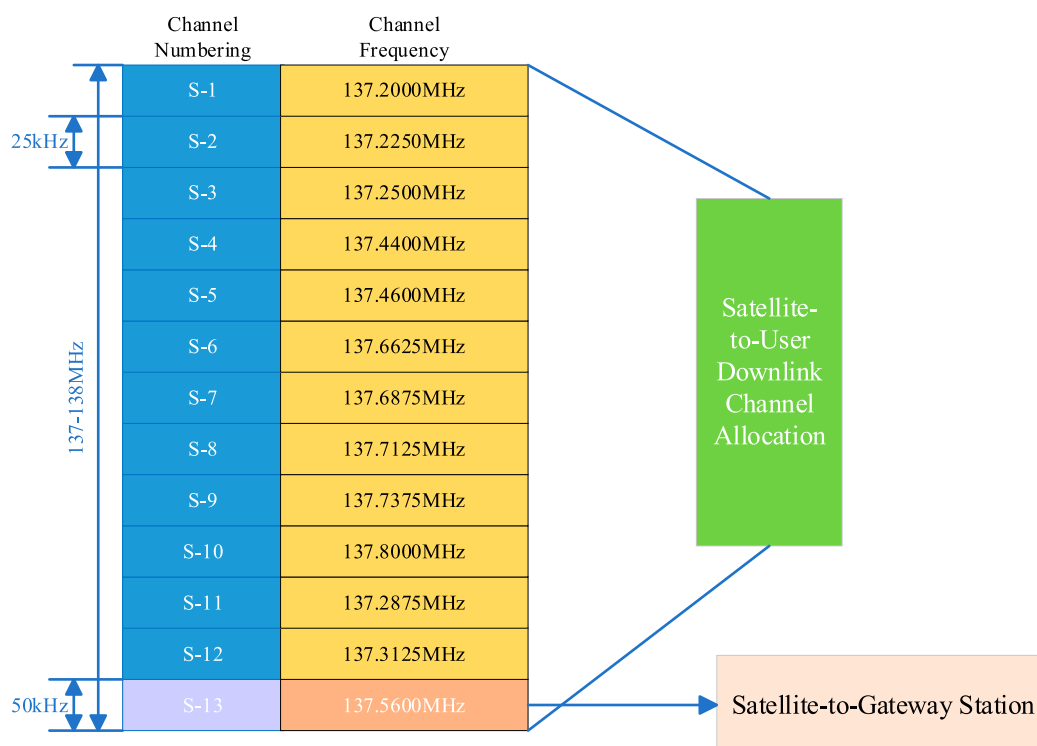 Channel
Numbering
Channel
Frequency
S-1
137.2000MHz
25kHz
S-2
137.2250MHz
S-3
137.2500MHz
S-4
137.4400MHz
S-5
137.4600MHz
S-6
137.6625MHz
137-138MHz
S-7
137.6875MHz
S-8
137.7125MHz
S-9
137.7375MHz
S-10
137.8000MHz
S-11
137.2875MHz
S-12
137.3125MHz
50kHz
S-13
137.5600MHz
Satellite-
to-User
Downlink
Channel
Allocation
Satellite-to-Gateway Station